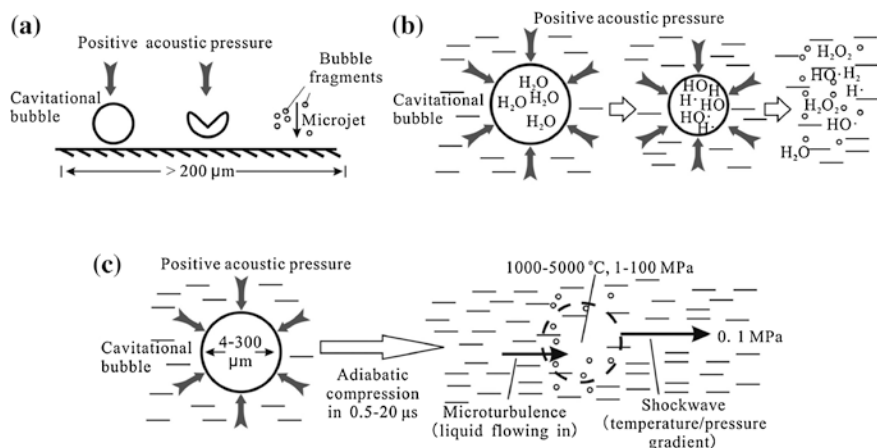 (a)
Positive acoustic pressure
Bubble
fragments
Cavitational
bubble
Microjet
> 200 μm
(b)
Positive acoustic pressure
Cavitational
bubble
H₂O
H₂O H₂O
H₂O
HO H
H· HO
HO·
H·
H₂O₂
HO· H₂
H·
H₂O₂
HO·
H₂O
(c)
Positive acoustic pressure
Cavitational
bubble
4-300
μm
Adiabatic
compression
in 0.5-20 μs
1000-5000 °C, 1-100 MPa
0. 1 MPa
Microturbulence
(liquid flowing in)
Shockwave
(temperature/pressure
gradient)